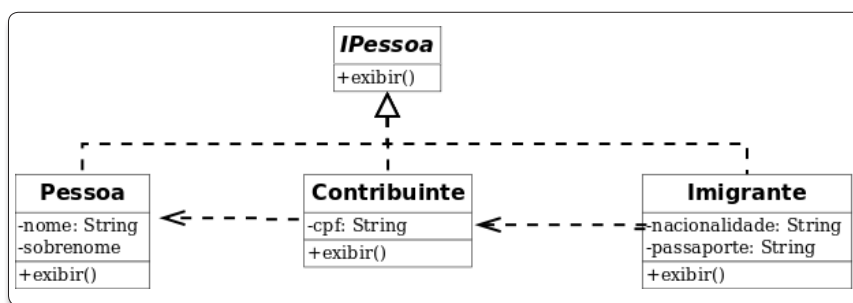 IPessoa
+exibir()
Pessoa
-nome: String
-sobrenome
+exibir()
Contribuinte
-cpf: String
+exibir()
Imigrante
-nacionalidade: String
-passaporte: String
+exibir()